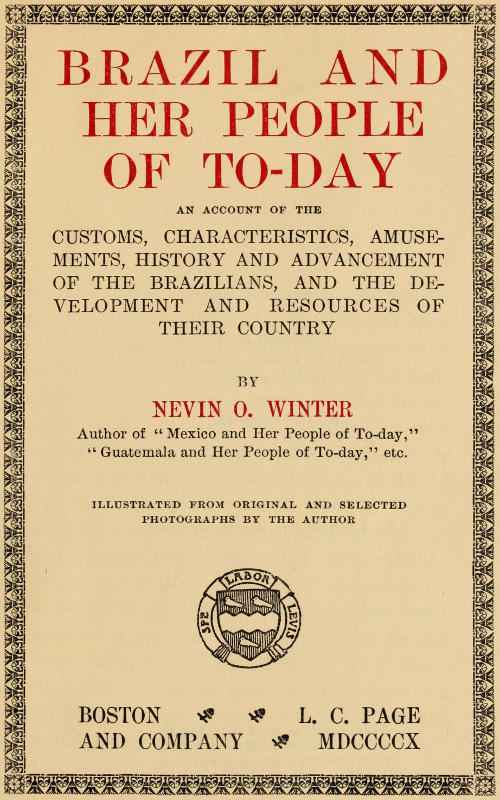 BRAZIL AND
HER PEOPLE
OF TO-DAY
AN ACCOUNT OF THE
CUSTOMS, CHARACTERISTICS, AMUSE-
MENTS, HISTORY AND ADVANCEMENT
OF THE BRAZILIANS, AND THE DE-
VELOPMENT AND RESOURCES OF
THEIR COUNTRY
BY
NEVIN O. WINTER
Author of “Mexico and Her People of To-day,”
“Guatemala and Her People of To-day,” etc.
ILLUSTRATED FROM ORIGINAL AND SELECTED
PHOTOGRAPHS BY THE AUTHOR
SPE LABOR LEVIS
BOSTON L. C. PAGE
AND COMPANY MDCCCCX